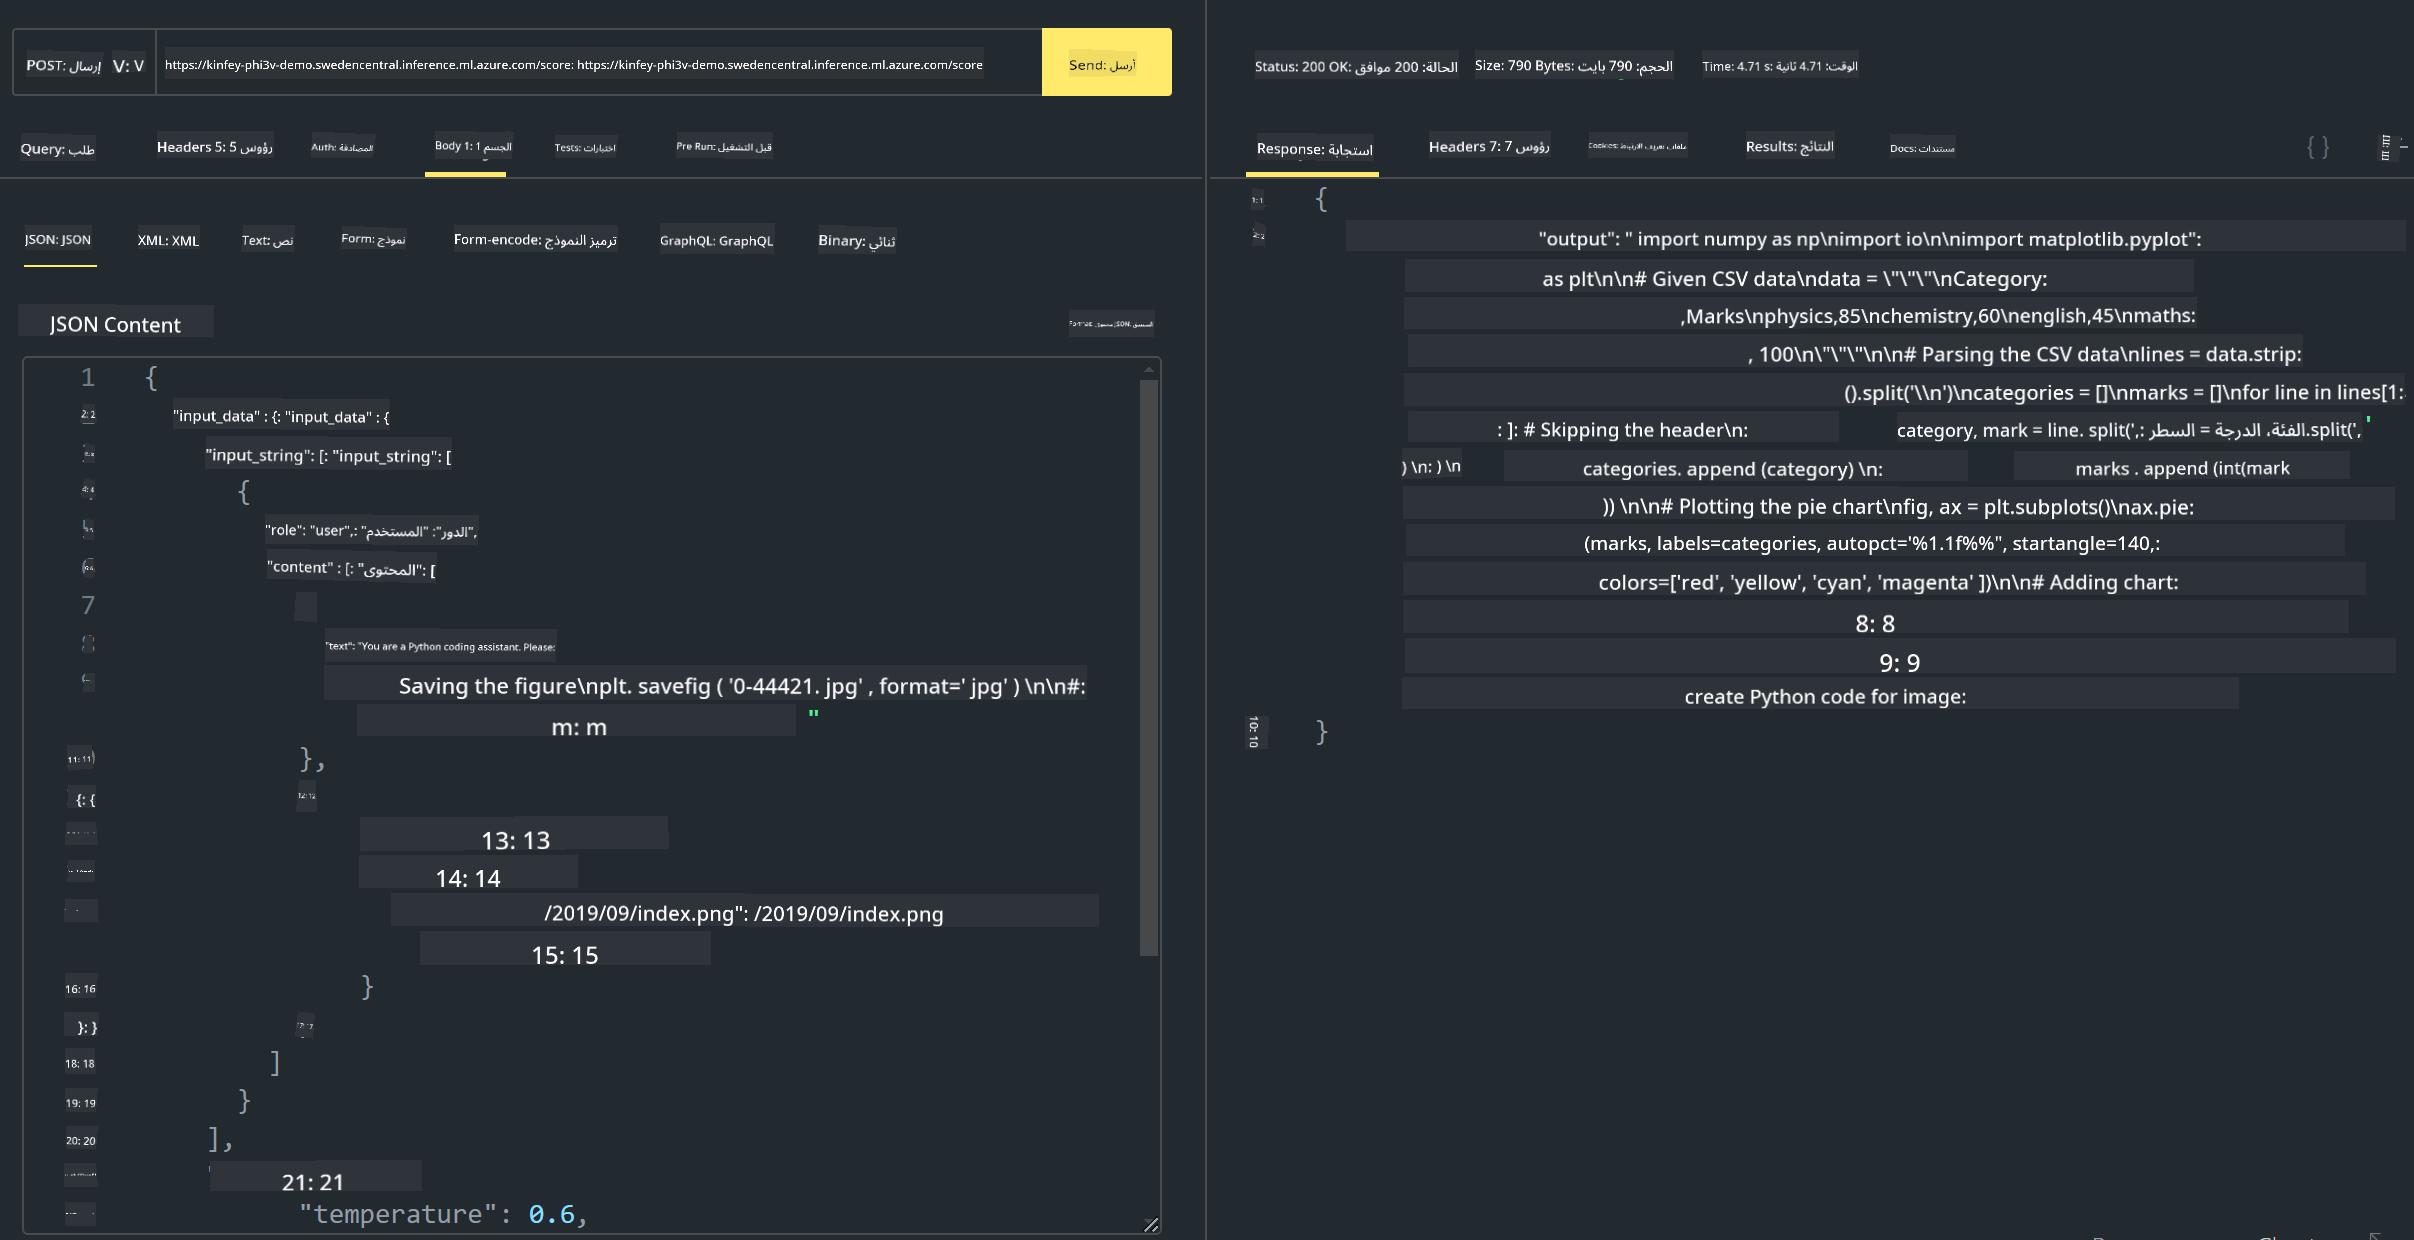 POST: إرسال V: V https://kinfey-phi3v-demo.swedencentral.inference.ml.azure.com/score: https://kinfey-phi3v-demo.swedencentral.inference.ml.azure.com/score Send: أرسل
Query: طلب Headers 5: 5 رؤوس Auth: المصادقة Body 1: 1 الجسم Tests: اختبارات Pre Run: قبل التشغيل
JSON: JSON XML: XML Text: نص Form: نموذج Form-encode: ترميز النموذج GraphQL: GraphQL Binary: ثنائي
JSON Content
1 {
2: 2 "input_data" : {: "input_data" : {
"input_string": [: "input_string": [
4: 4 {
"role": "user",: "الدور": "المستخدم",
"content" : [: "المحتوى": [
7
"text": "You are a Python coding assistant. Please:
Saving the figure\nplt. savefig ( '0-44421. jpg' , format=' jpg' ) \n\n#:
m: m "
11: 11 },
{: { 12: 12
13: 13
14: 14
/2019/09/index.png": /2019/09/index.png
15: 15
16: 16 }
}: }
18: 18 ]
19: 19 }
20: 20 ],
21: 21
"temperature": 0.6,
Status: 200 OK: الحالة: 200 موافق Size: 790 Bytes: الحجم: 790 بايت Time: 4.71 s: الوقت: 4.71 ثانية
Response: استجابة Headers 7: 7 رؤوس Cookies: ملفات تعريف الارتباط Results: النتائج Docs: مستندات {} 
1: 1 {
2: 2 "output": " import numpy as np\nimport io\n\nimport matplotlib.pyplot":
as plt\n\n# Given CSV data\ndata = \"\"\"\nCategory:
,Marks\nphysics,85\nchemistry,60\nenglish,45\nmaths:
, 100\n\"\"\"\n\n# Parsing the CSV data\nlines = data.strip:
().split('\\n')\ncategories = []\nmarks = []\nfor line in lines[1:
: ]: # Skipping the header\n: category, mark = line. split(',: الفئة، الدرجة = السطر.split(', '
) \n: ) \n categories. append (category) \n: marks . append (int(mark
)) \n\n# Plotting the pie chart\nfig, ax = plt.subplots()\nax.pie:
(marks, labels=categories, autopct='%1.1f%%", startangle=140,:
colors=['red', 'yellow', 'cyan', 'magenta' ])\n\n# Adding chart:
8: 8
9: 9
create Python code for image:
10: 10 }